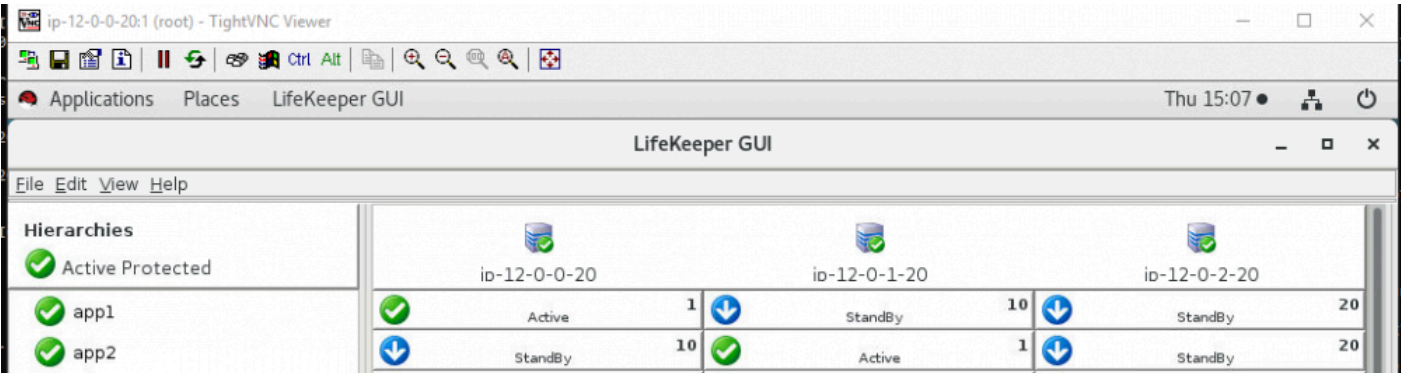 ip-12-0-0-20:1 (root) - TightVNC Viewer
Ctrl Alt
Applications Places LifeKeeper GUI Thu 15:07
LifeKeeper GUI
File Edit View Help
Hierarchies
Active Protected
ip-12-0-0-20 ip-12-0-1-20 ip-12-0-2-20
app1 Active 1 StandBy 10 StandBy 20
app2 StandBy 10 Active 1 StandBy 20